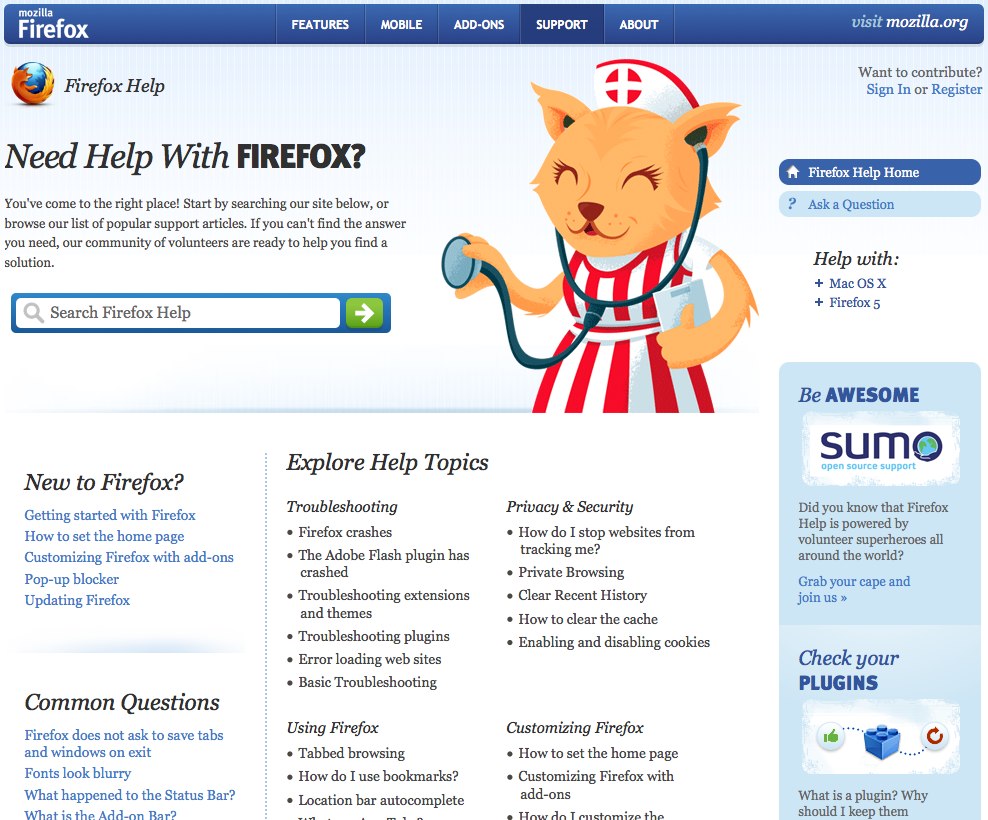 mozilla
Firefox
FEATURES
MOBILE
ADD-ONS
SUPPORT
ABOUT
visit mozilla.org
Firefox Help
Want to contribute?
Sign In or Register
Need Help With FIREFOX?
You've come to the right place! Start by searching our site below, or
browse our list of popular support articles. If you can't find the answer
you need, our community of volunteers are ready to help you find a
solution.
Search Firefox Help
Firefox Help Home
? Ask a Question
Help with:
+ Mac OS X
+ Firefox 5
Be AWESOME
sumo
open source support
Did you know that Firefox
Help is powered by
volunteer superheroes all
around the world?
Grab your cape and
join us »
Check your
PLUGINS
What is a plugin? Why
should I keep them
New to Firefox?
Getting started with Firefox
How to set the home page
Customizing Firefox with add-ons
Pop-up blocker
Updating Firefox
Common Questions
Firefox does not ask to save tabs
and windows on exit
Fonts look blurry
What happened to the Status Bar?
What is the Add-on Bar?
Explore Help Topics
Troubleshooting
• Firefox crashes
• The Adobe Flash plugin has
crashed
• Troubleshooting extensions
and themes
• Troubleshooting plugins
• Error loading web sites
• Basic Troubleshooting
Privacy & Security
• How do I stop websites from
tracking me?
• Private Browsing
• Clear Recent History
• How to clear the cache
• Enabling and disabling cookies
Using Firefox
• Tabbed browsing
• How do I use bookmarks?
• Location bar autocomplete
Customizing Firefox
• How to set the home page
• Customizing Firefox with
add-ons
• How do I customize the